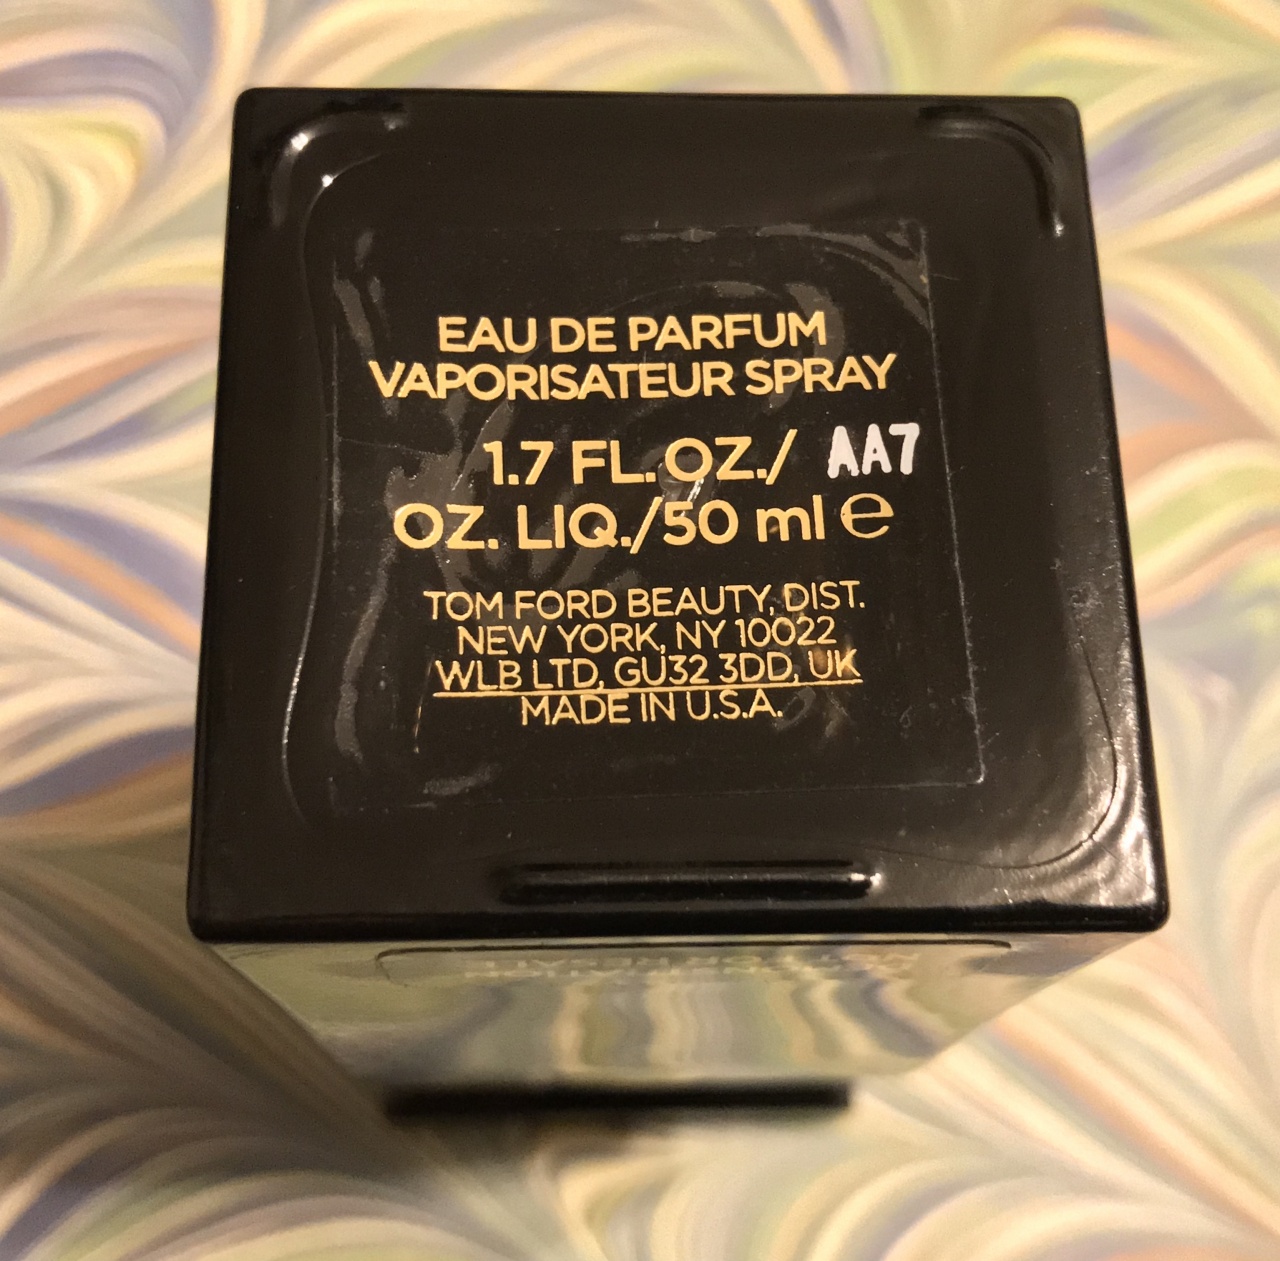 EAU DE PARFUM
VAPORISATEUR SPRAY
1.7 FL.OZ./ AA7
OZ. LIQ./50 ml e
TOM FORD BEAUTY, DIST.
NEW YORK, NY 10022
WLB LTD, GU32 3DD, UK
MADE IN U.S.A.